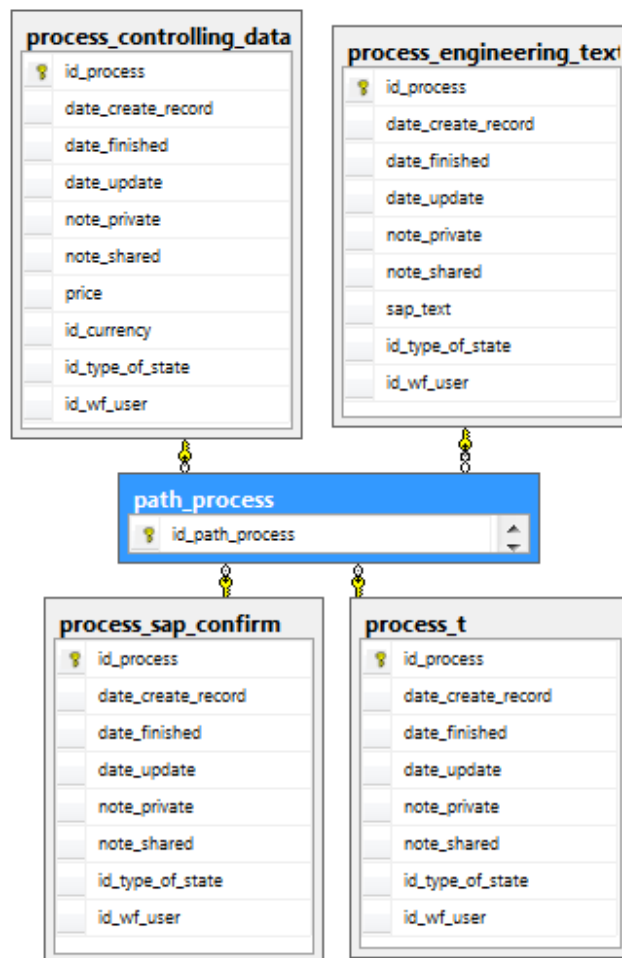 process_controlling_data
id_process
date_create_record
date_finished
date_update
note_private
note_shared
price
id_currency
id_type_of_state
id_wf_user
process_engineering_text
id_process
date_create_record
date_finished
date_update
note_private
note_shared
sap_text
id_type_of_state
id_wf_user
path_process
id_path_process
process_sap_confirm
id_process
date_create_record
date_finished
date_update
note_private
note_shared
id_type_of_state
id_wf_user
process_t
id_process
date_create_record
date_finished
date_update
note_private
note_shared
id_type_of_state
id_wf_user